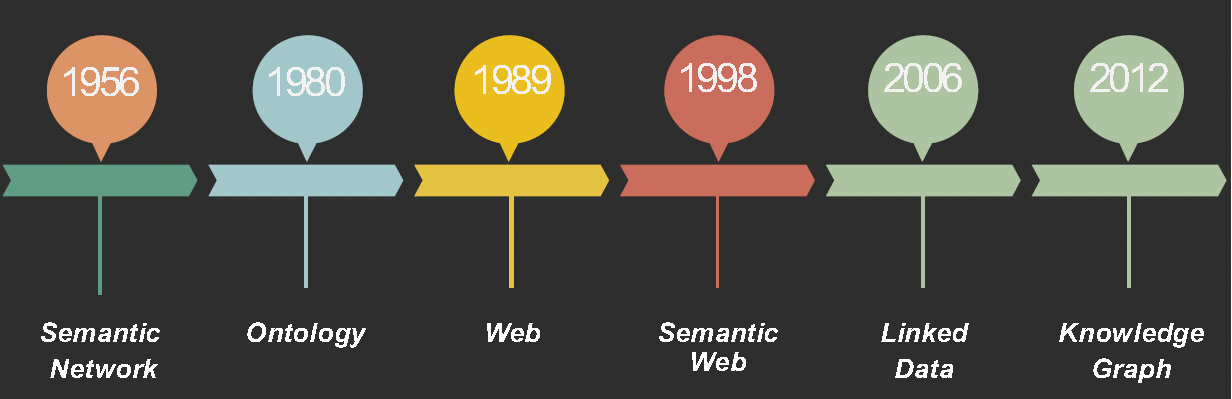 1956
1980
1989
1998
2006
2012
Semantic
Network
Ontology
Web
Semantic
Web
Linked
Data
Knowledge
Graph